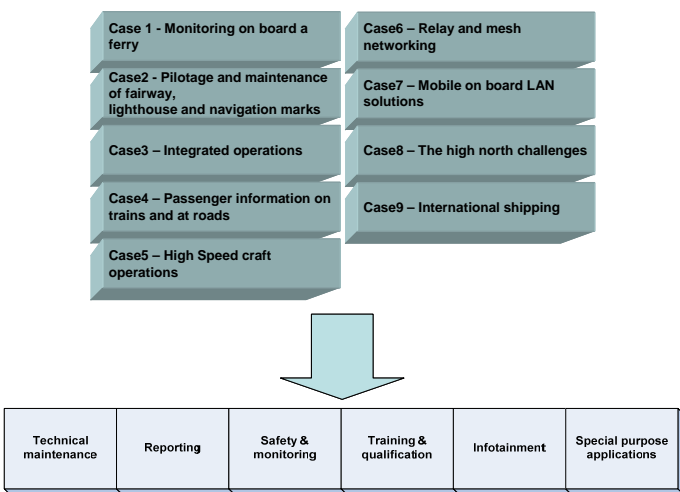 Case 1 - Monitoring on board a
ferry
Case2 - Pilotage and maintenance
of fairway,
lighthouse and navigation marks
Case3 – Integrated operations
Case4 – Passenger information on
trains and at roads
Case5 – High Speed craft
operations
Case6 – Relay and mesh
networking
Case7 – Mobile on board LAN
solutions
Case8 – The high north challenges
Case9 – International shipping
Technical
maintenance
Reporting
Safety &
monitoring
Training &
qualification
Infotainment
Special purpose
applications